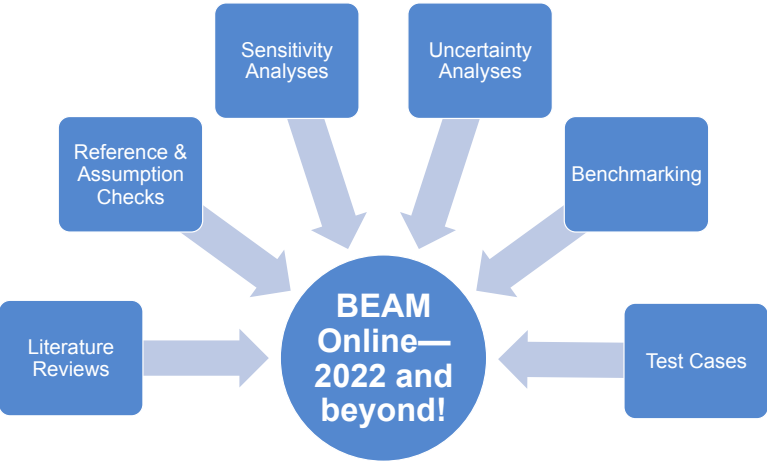 Sensitivity
Analyses
Uncertainty
Analyses
Reference &
Assumption
Checks
Benchmarking
Literature
Reviews
BEAM
Online—
2022 and
beyond!
Test Cases